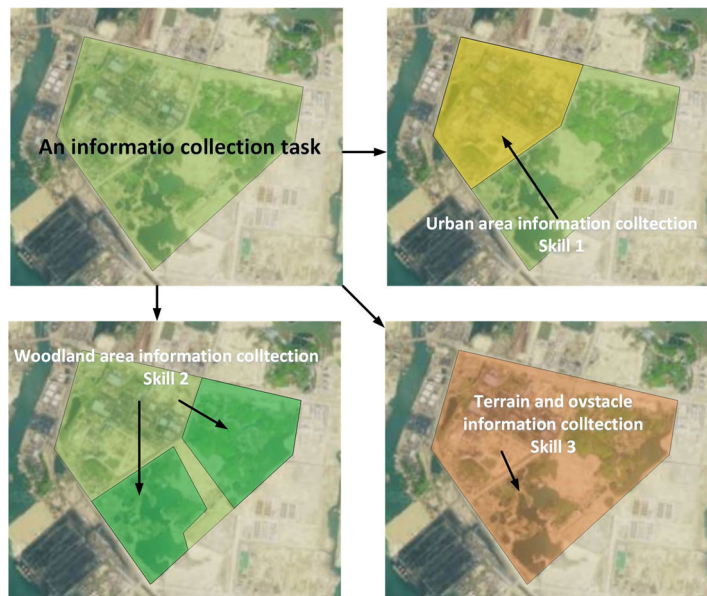 An informatio collection task
Urban area information colltection
Skill 1
Woodland area information colltection
Skill 2
Terrain and ovstacle
information colltection
Skill 3